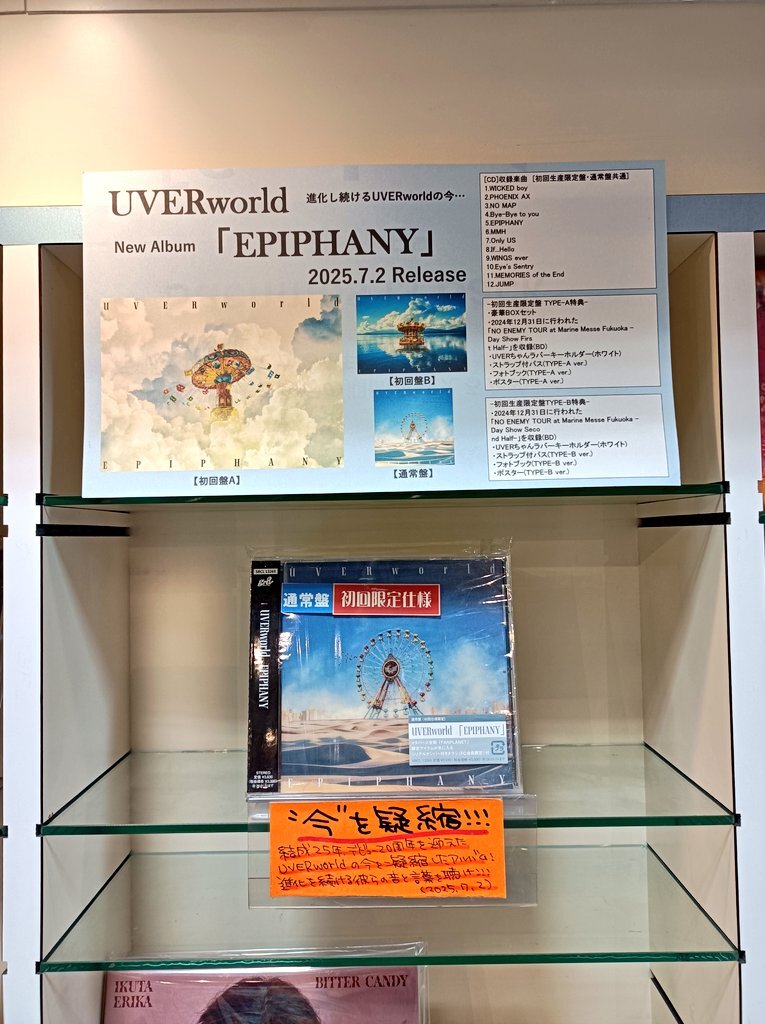 UVERworld 進化し続けるUVERworldの今…
New Album 「EPIPHANY」
2025.7.2 Release
UVERworld
EPIPHANY
【初回盤A】
UVERworld
EPIPHANY
【初回盤B】
UVERworld
EPIPHANY
【通常盤】
[CD]収録楽曲 [初回生産限定盤・通常盤共通]
1.WICKED boy
2.PHOENIX AX
3.NO MAP
4.Bye-Bye to you
5.EPIPHANY
6.MMH
7.Only US
8.If...Hello
9.WINGS ever
10.Eye's Sentry
11.MEMORIES of the End
12.JUMP
-初回生産限定盤 TYPE-A特典-
・豪華BOXセット
・2024年12月31日に行われた
「NO ENEMY TOUR at Marine Messe Fukuoka -
Day Show Firs
t Half-」を収録(BD)
・UVERちゃんラバーキーホルダー(ホワイト)
・ストラップ付パス(TYPE-A ver.)
・フォトブック(TYPE-A ver.)
・ポスター(TYPE-A ver.)
-初回生産限定盤TYPE-B特典-
・2024年12月31日に行われた
「NO ENEMY TOUR at Marine Messe Fukuoka -
Day Show Seco
nd Half-」を収録(BD)
・UVERちゃんラバーキーホルダー(ホワイト)
・ストラップ付パス(TYPE-B ver.)
・フォトブック(TYPE-B ver.)
・ポスター(TYPE-B ver.)
UVERworld
通常盤 初回限定仕様
UVERworld EPIPHANY
STEREO
UVERworld 「EPIPHANY」
EPIPHANY
"今"を凝縮!!!
結成25年、デビュー20周年を迎えた
UVERworldの今を凝縮したアルバム!
進化を続ける彼らの音と言葉を聴け!!!
(2025.7.2)
IKUTA
ERIKA
BITTER CANDY